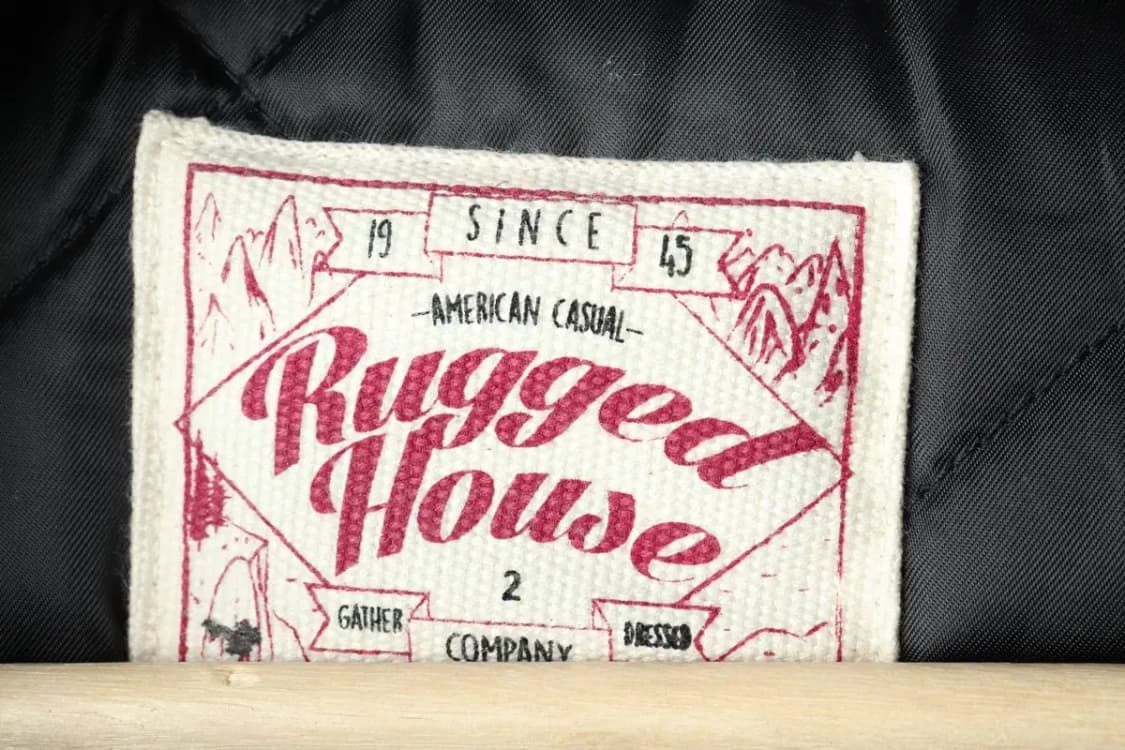 19 SINCE 45
-AMERICAN CASUAL-
Rugged
House
2
GATHER COMPANY DRESSED